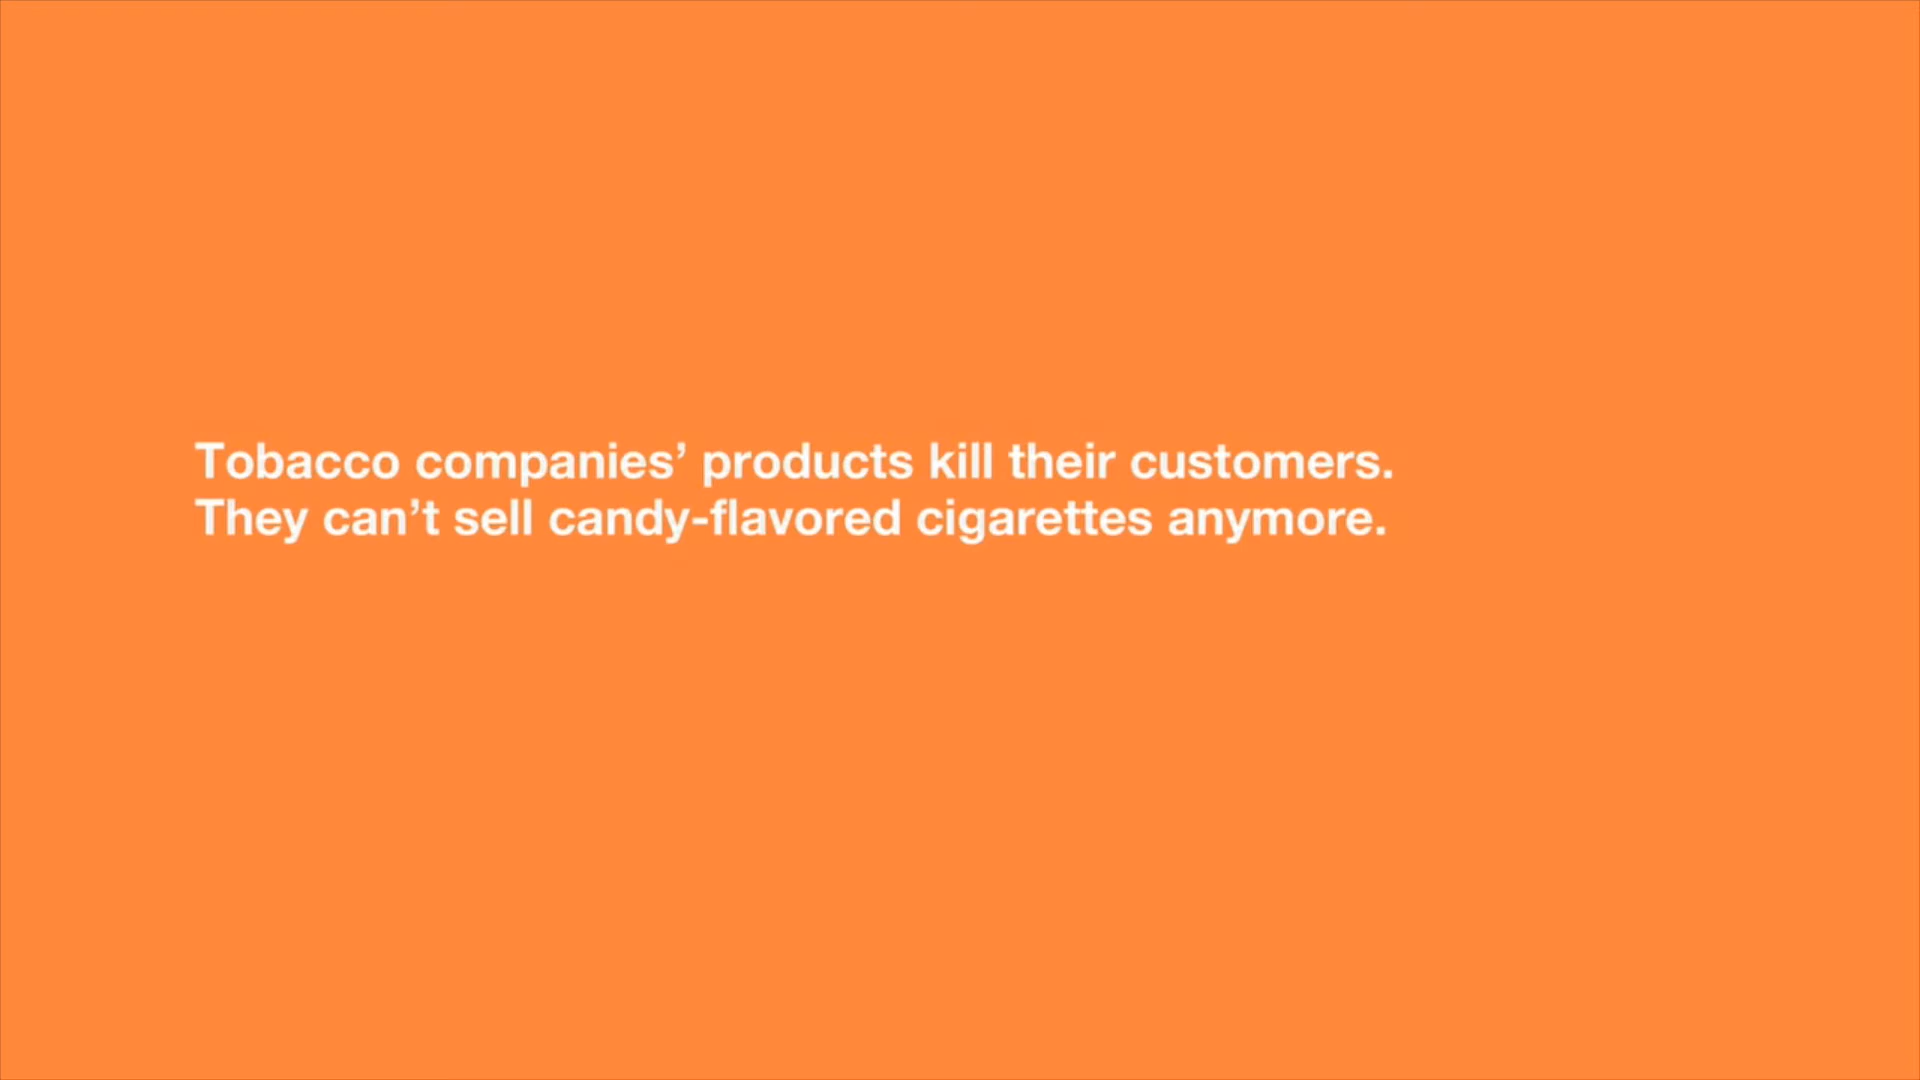 Tobacco companies’ products kill their customers.
They can’t sell candy-flavored cigarettes anymore.